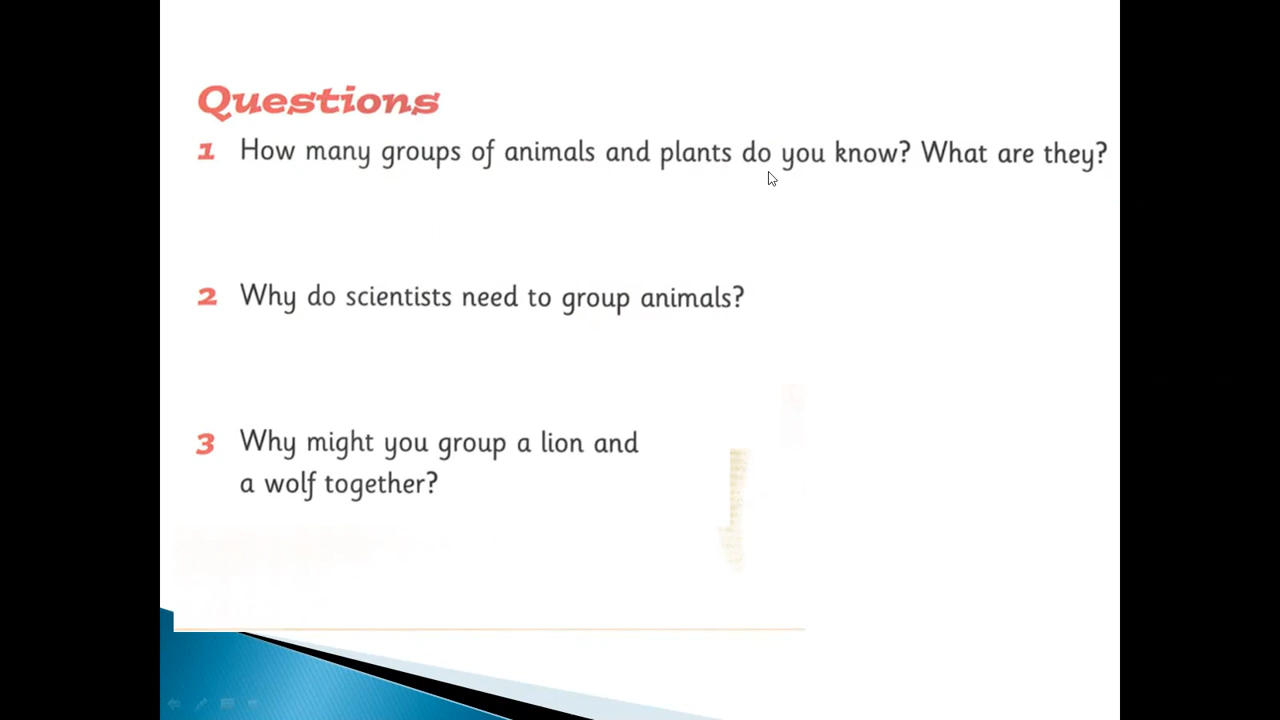 Questions
1 How many groups of animals and plants do you know? What are they?
2 Why do scientists need to group animals?
3 Why might you group a lion and
a wolf together?